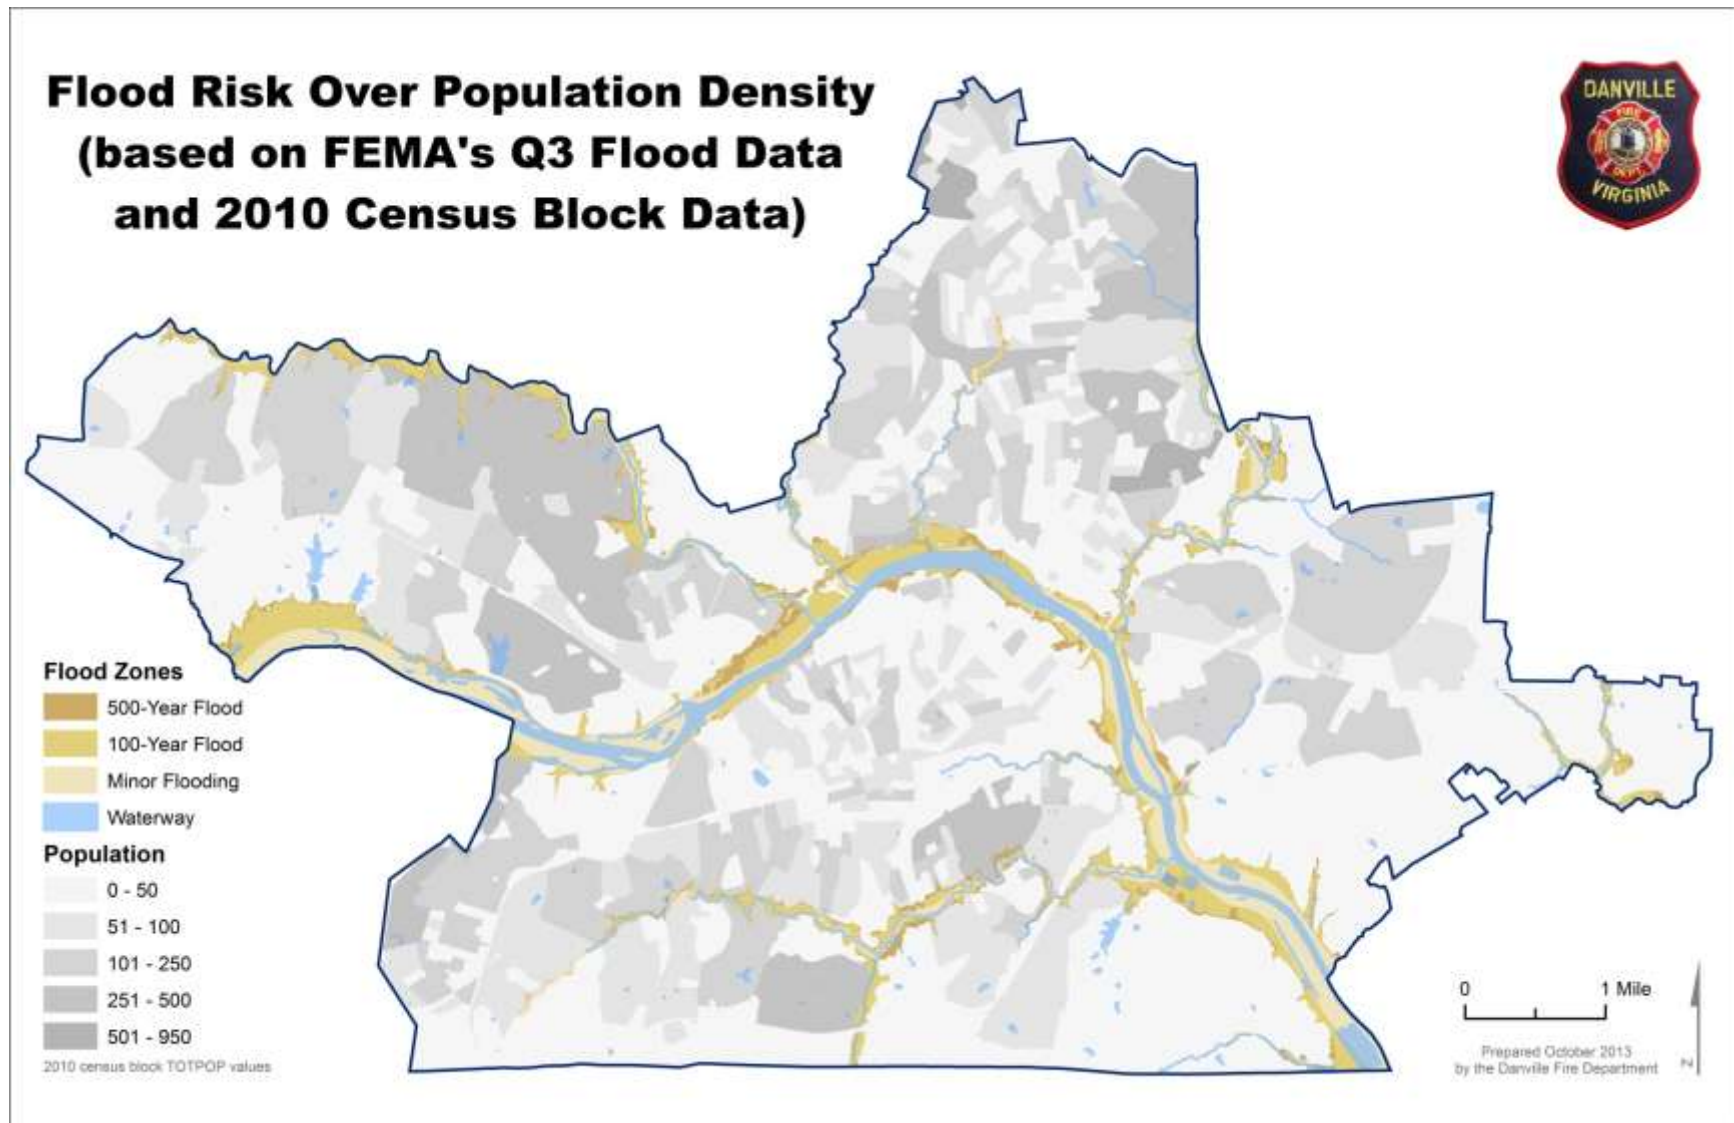 Flood Risk Over Population Density
(based on FEMA's Q3 Flood Data
and 2010 Census Block Data)
DANVILLE
FIRE
DEPT.
VIRGINIA
Flood Zones
500-Year Flood
100-Year Flood
Minor Flooding
Waterway
Population
0 - 50
51 - 100
101 - 250
251 - 500
501 - 950
2010 census block TOTPOP values
0 1 Mile
Prepared October 2013
by the Danville Fire Department
N